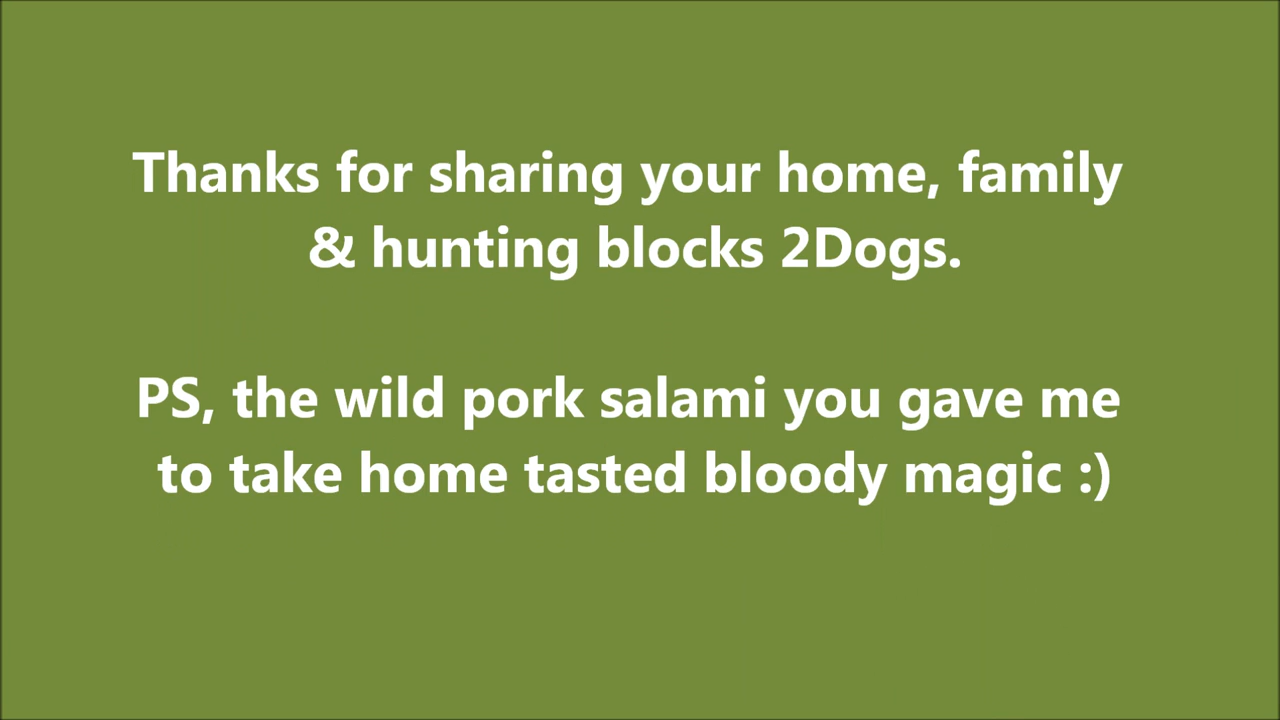 Thanks for sharing your home, family
& hunting blocks 2Dogs.
PS, the wild pork salami you gave me
to take home tasted bloody magic :)